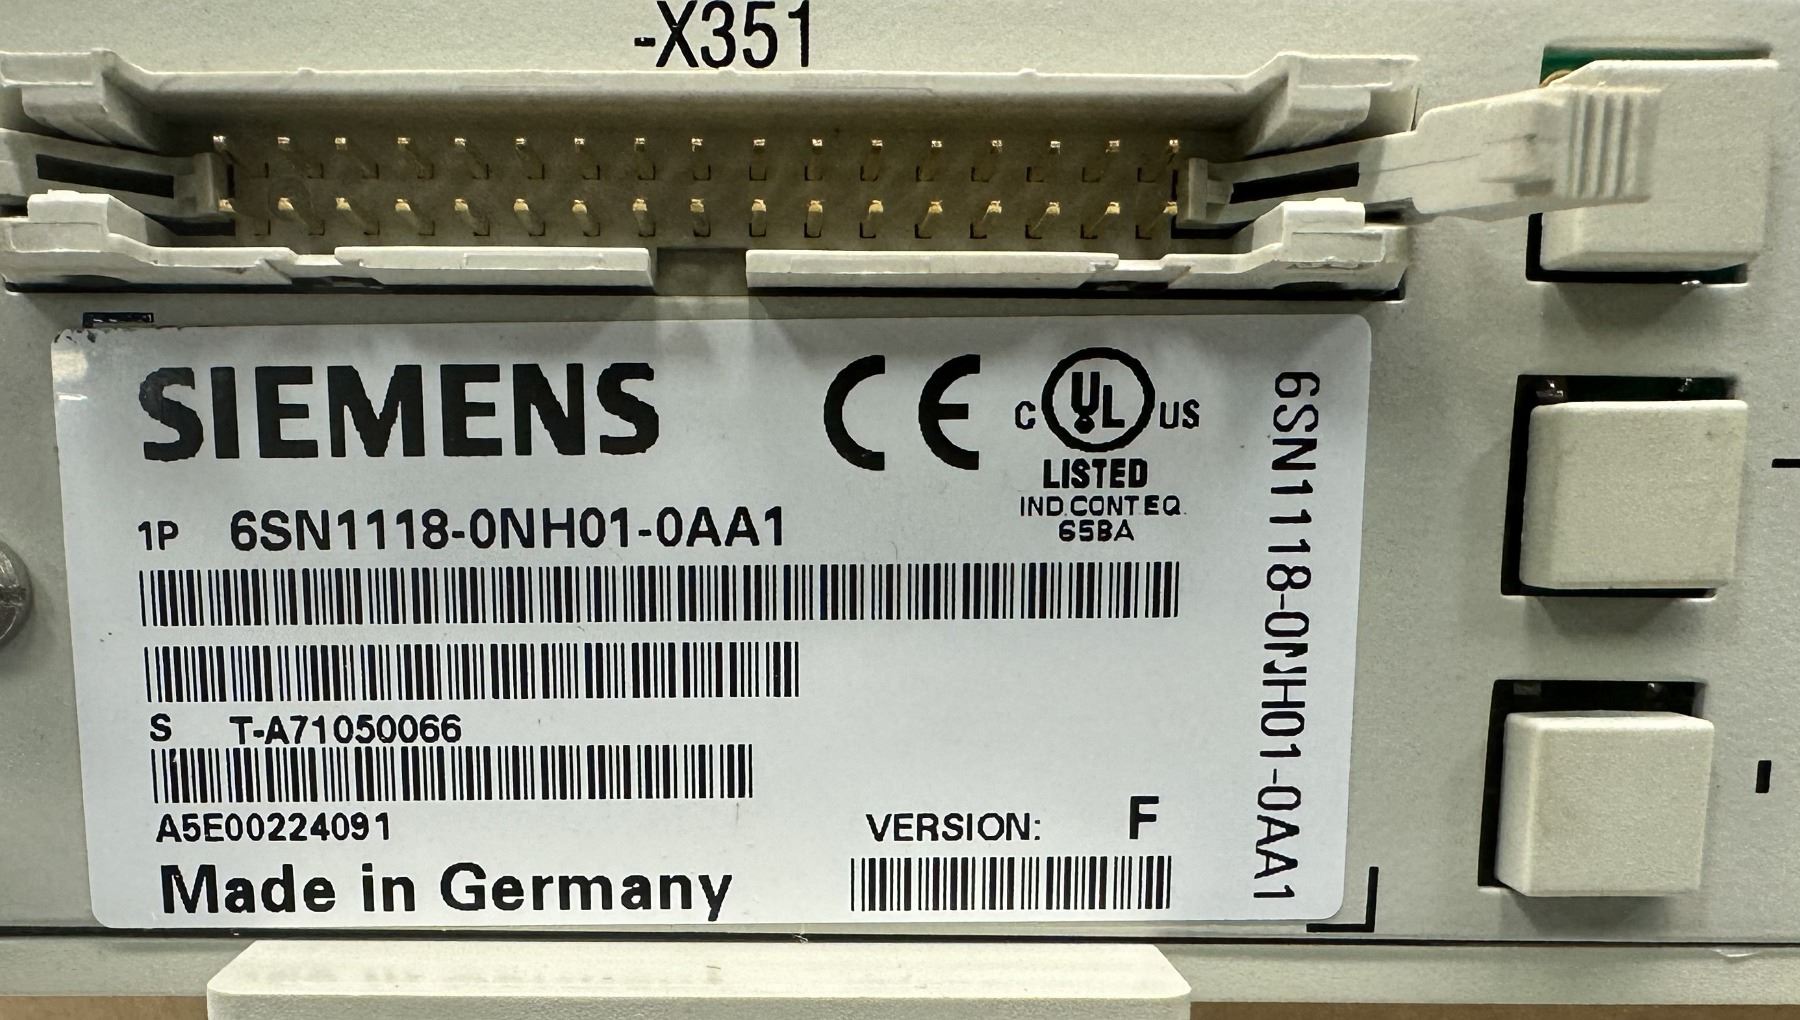 -X351
SIEMENS
CE
C UL US
LISTED
IND.CONT.EQ.
65BA
1P 6SN1118-0NH01-0AA1
S T-A71050066
A5E00224091
VERSION: F
Made in Germany
6SN1118-0NH01-0AA1